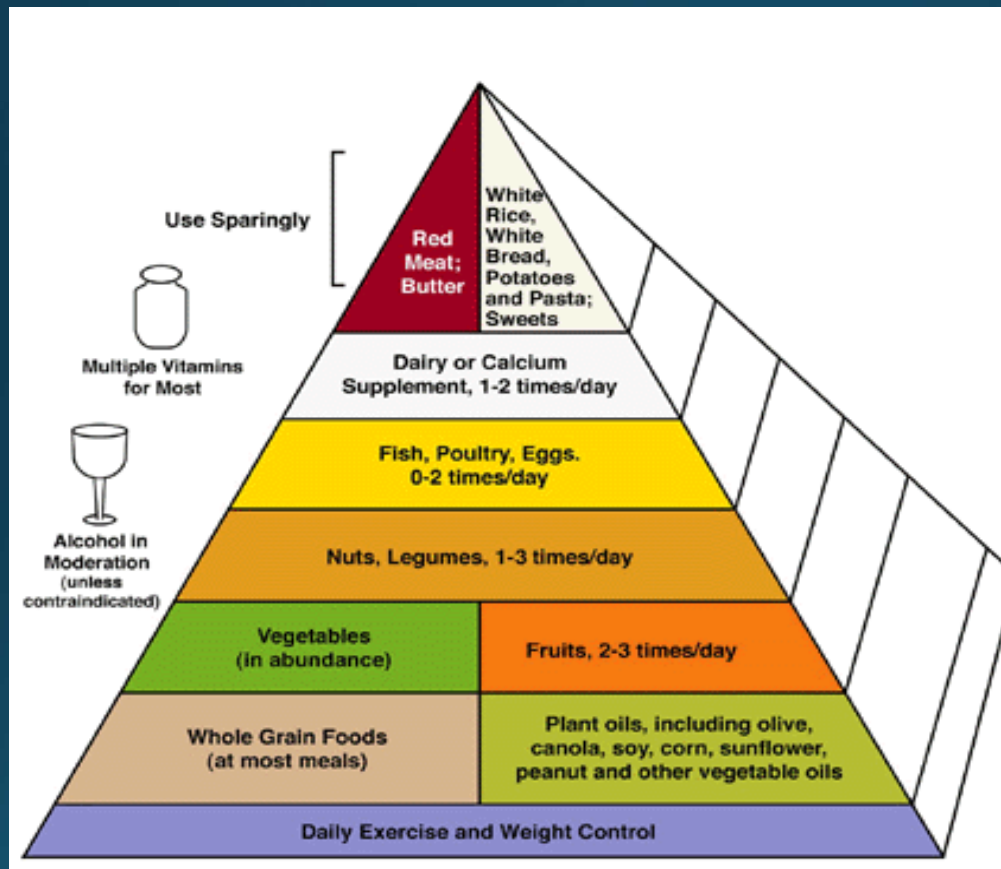 Use Sparingly
Red
Meat;
Butter
White
Rice,
White
Bread,
Potatoes
and Pasta;
Sweets
Multiple Vitamins
for Most
Dairy or Calcium
Supplement, 1-2 times/day
Fish, Poultry, Eggs.
0-2 times/day
Alcohol in
Moderation
(unless
contraindicated)
Nuts, Legumes, 1-3 times/day
Vegetables
(in abundance)
Fruits, 2-3 times/day
Whole Grain Foods
(at most meals)
Plant oils, including olive,
canola, soy, corn, sunflower,
peanut and other vegetable oils
Daily Exercise and Weight Control